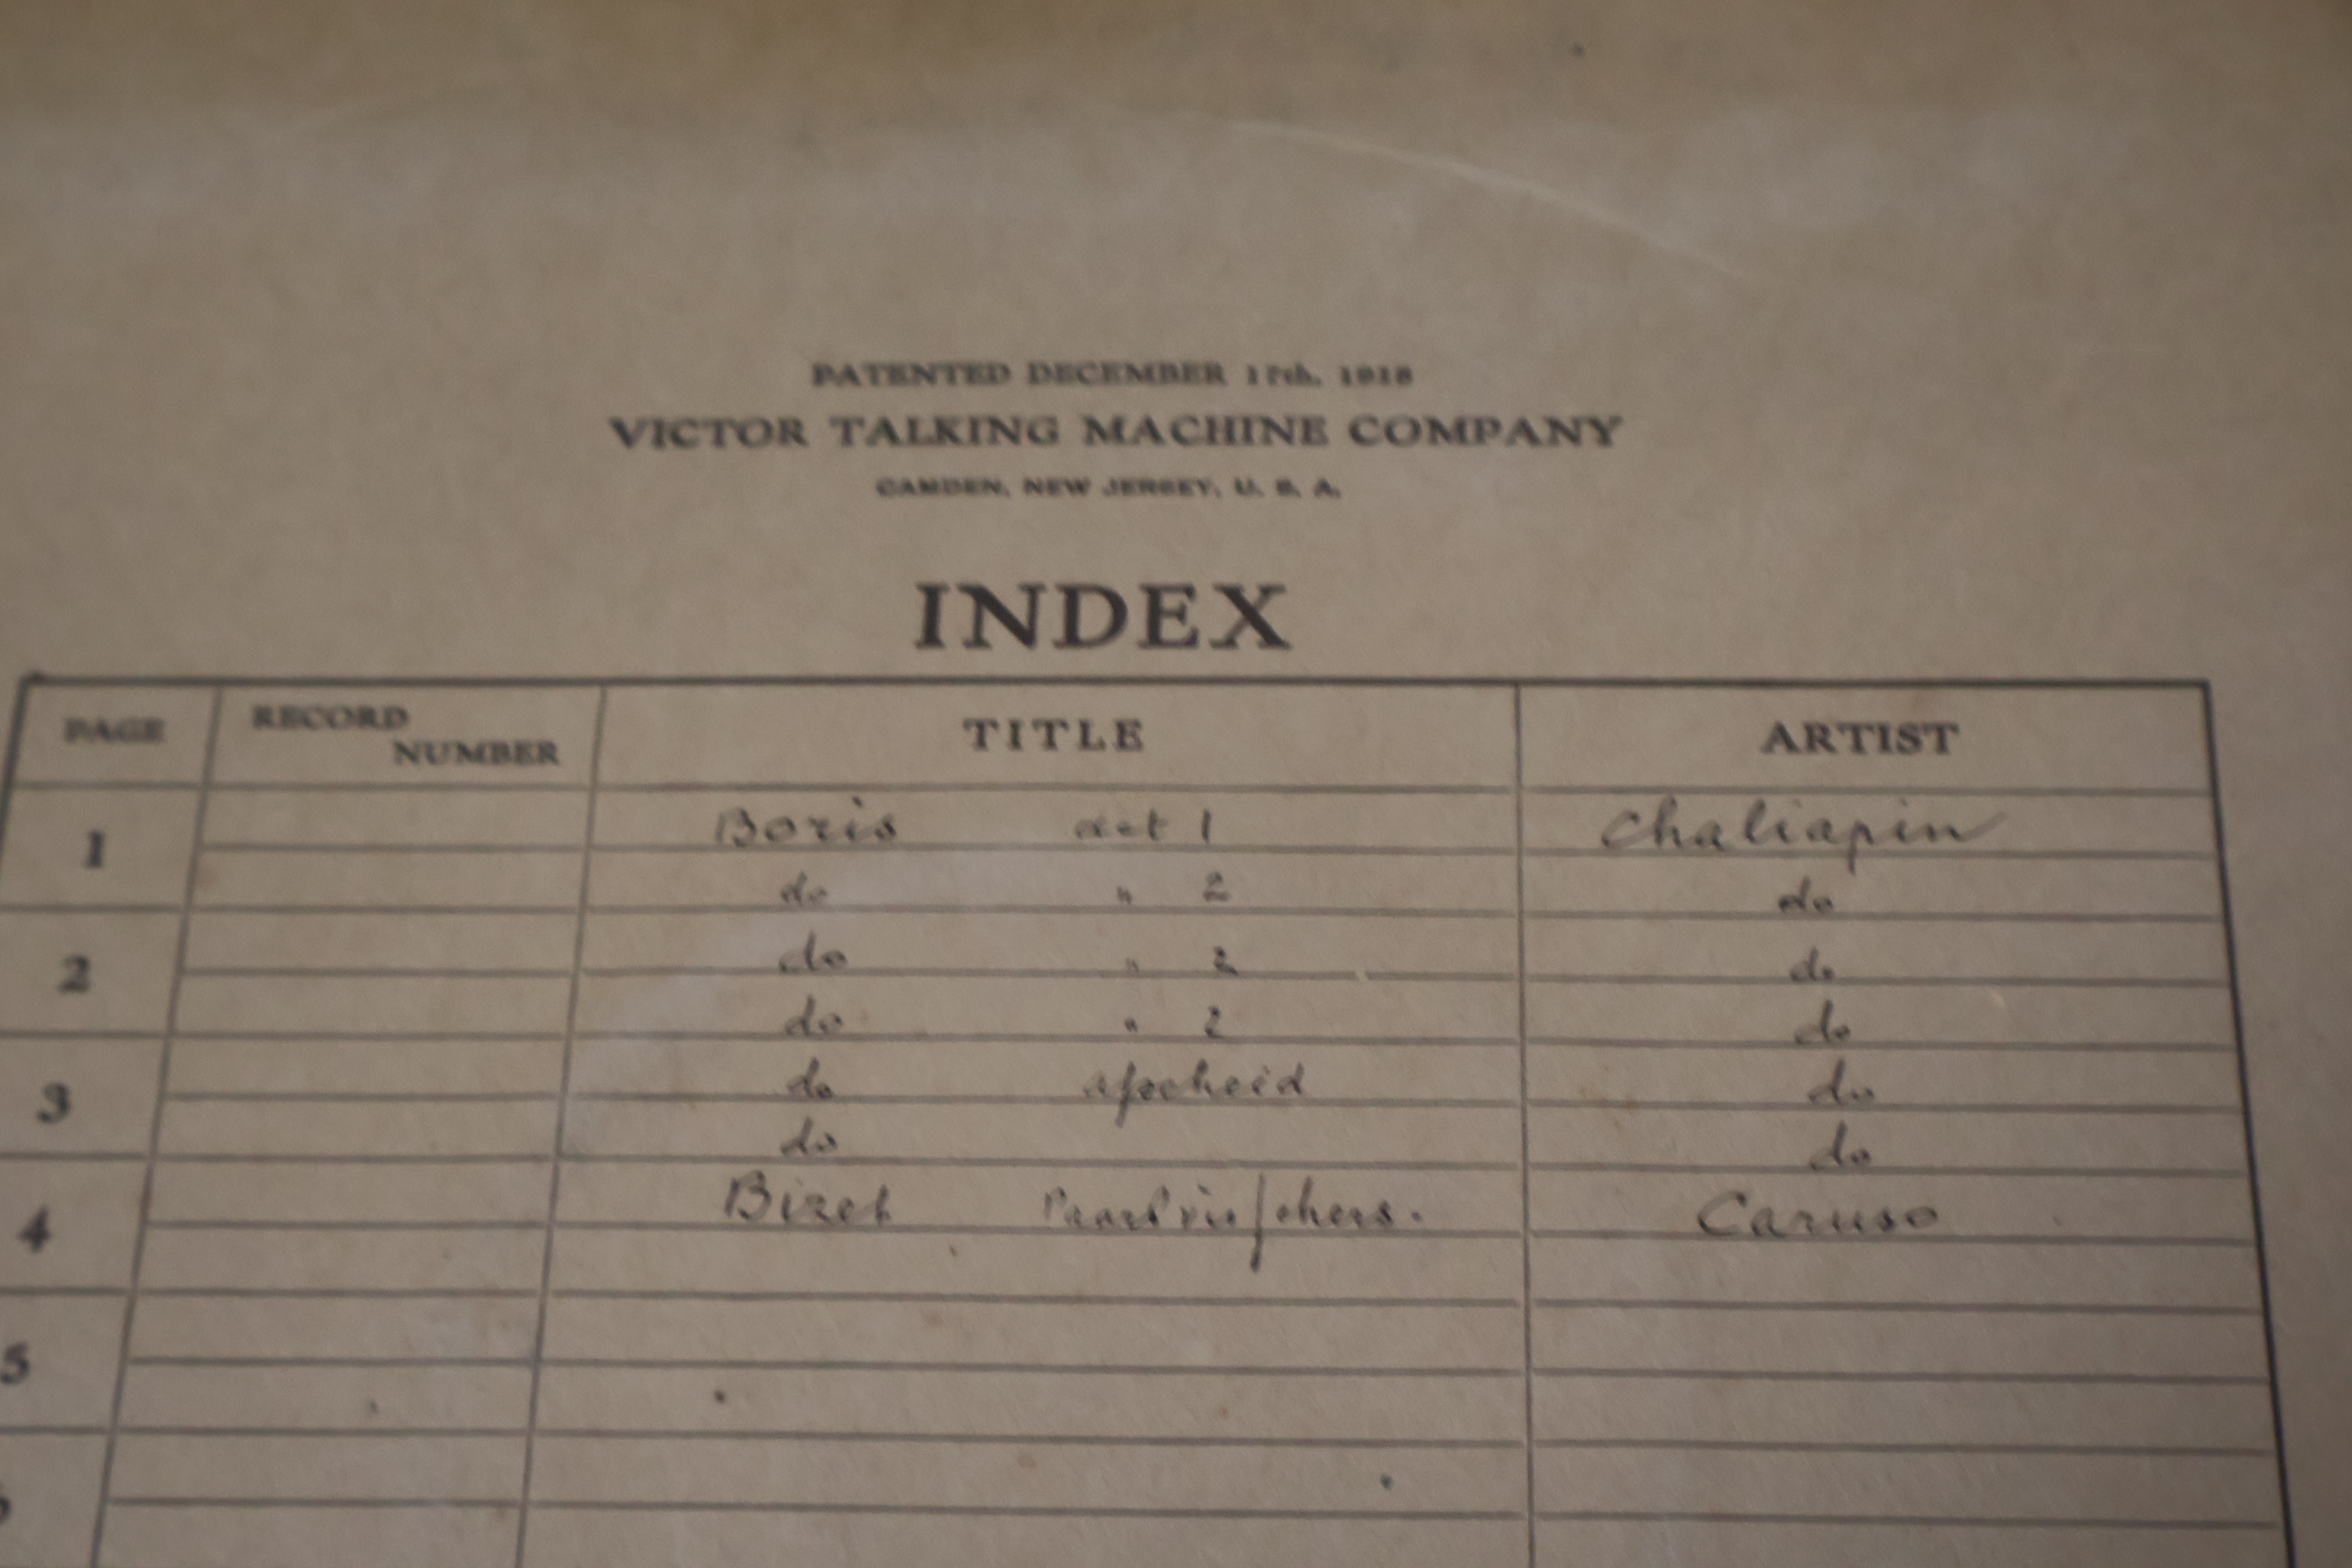 PATENTED DECEMBER 17th, 1918
VICTOR TALKING MACHINE COMPANY
CAMDEN, NEW JERSEY, U. S. A.
INDEX
PAGE RECORD NUMBER TITLE ARTIST
1 Boris act 1 Chaliapin
do " 2 do
2 do " 2 do
do " 2 do
3 do afscheid do
do do
4 Bizet Paarlvisschers. Caruso
5